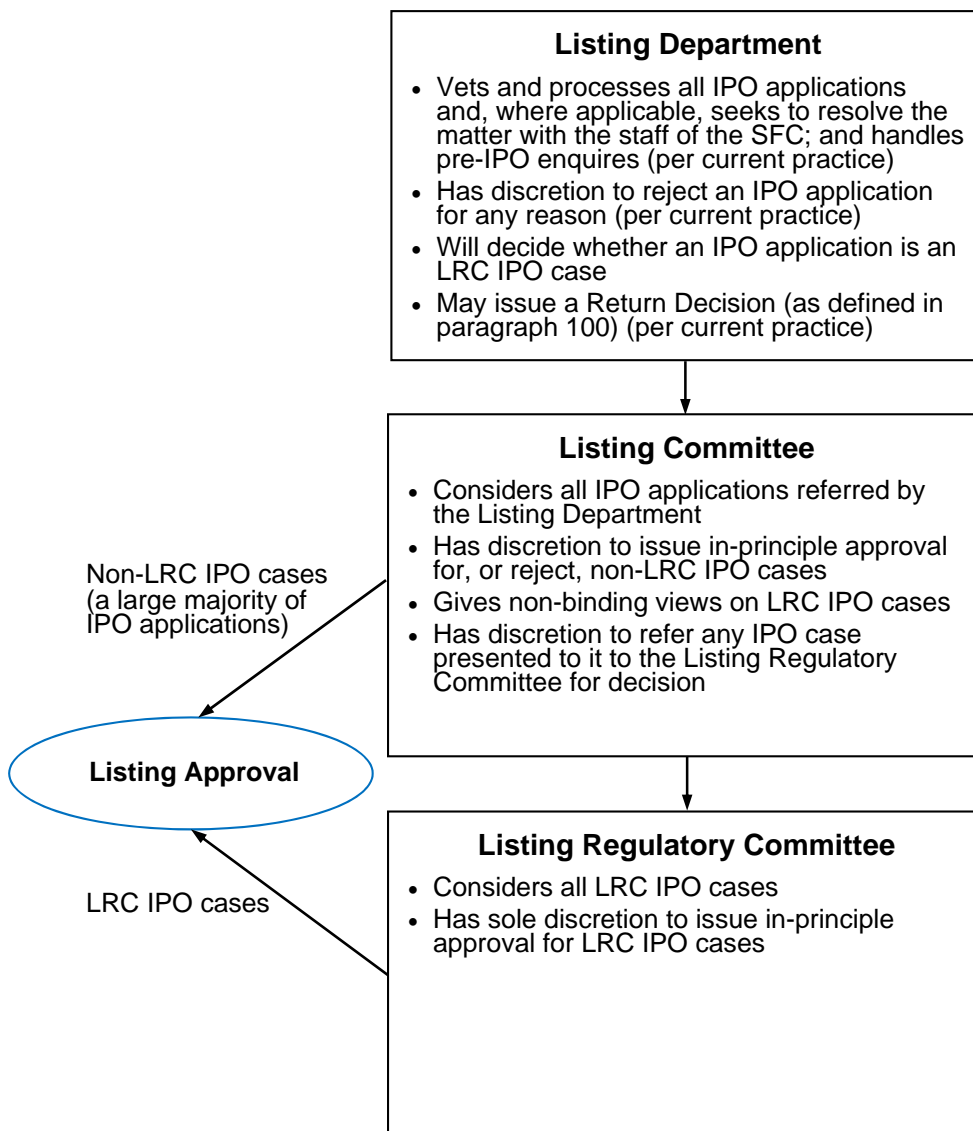 Listing Department
• Vets and processes all IPO applications
and, where applicable, seeks to resolve the
matter with the staff of the SFC; and handles
pre-IPO enquires (per current practice)
• Has discretion to reject an IPO application
for any reason (per current practice)
• Will decide whether an IPO application is an
LRC IPO case
• May issue a Return Decision (as defined in
paragraph 100) (per current practice)
Listing Committee
• Considers all IPO applications referred by
the Listing Department
• Has discretion to issue in-principle approval
for, or reject, non-LRC IPO cases
• Gives non-binding views on LRC IPO cases
• Has discretion to refer any IPO case
presented to it to the Listing Regulatory
Committee for decision
Non-LRC IPO cases
(a large majority of
IPO applications)
Listing Approval
LRC IPO cases
Listing Regulatory Committee
• Considers all LRC IPO cases
• Has sole discretion to issue in-principle
approval for LRC IPO cases